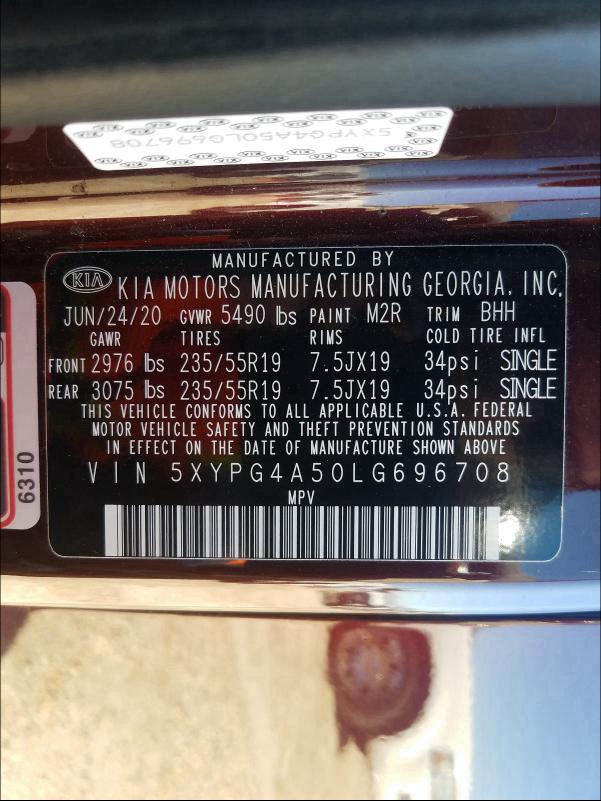 5XYPG4A50LG696708
MANUFACTURED BY
KIA KIA MOTORS MANUFACTURING GEORGIA, INC.
JUN/24/20 GVWR 5490 lbs PAINT M2R TRIM BHH
GAWR TIRES RIMS COLD TIRE INFL
FRONT 2976 lbs 235/55R19 7.5JX19 34psi SINGLE
REAR 3075 lbs 235/55R19 7.5JX19 34psi SINGLE
THIS VEHICLE CONFORMS TO ALL APPLICABLE U.S.A. FEDERAL
MOTOR VEHICLE SAFETY AND THEFT PREVENTION STANDARDS
IN EFFECT ON THE DATE OF MANUFACTURE SHOWN ABOVE
VIN 5XYPG4A50LG696708
MPV
6310